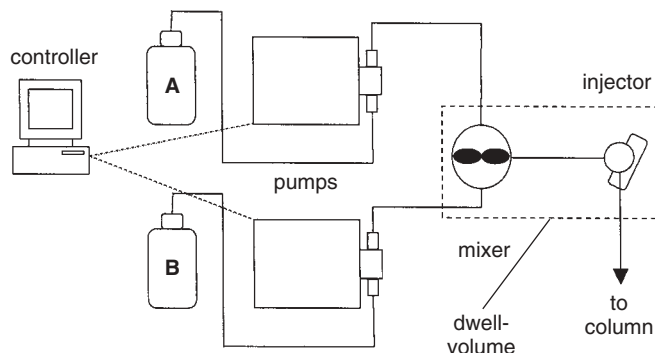 controller
A
injector
pumps
B
mixer
dwell-
volume
to
column